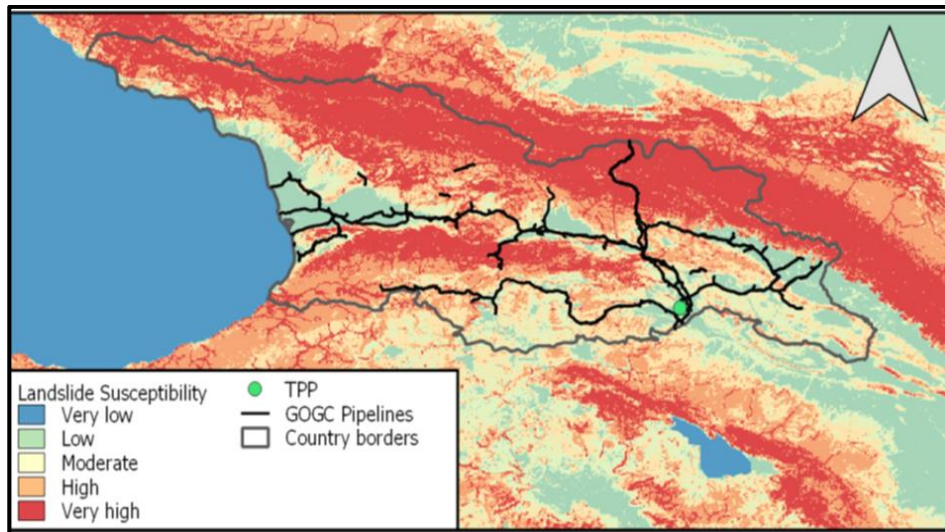 Landslide Susceptibility
Very low
Low
Moderate
High
Very high
TPP
GOGC Pipelines
Country borders